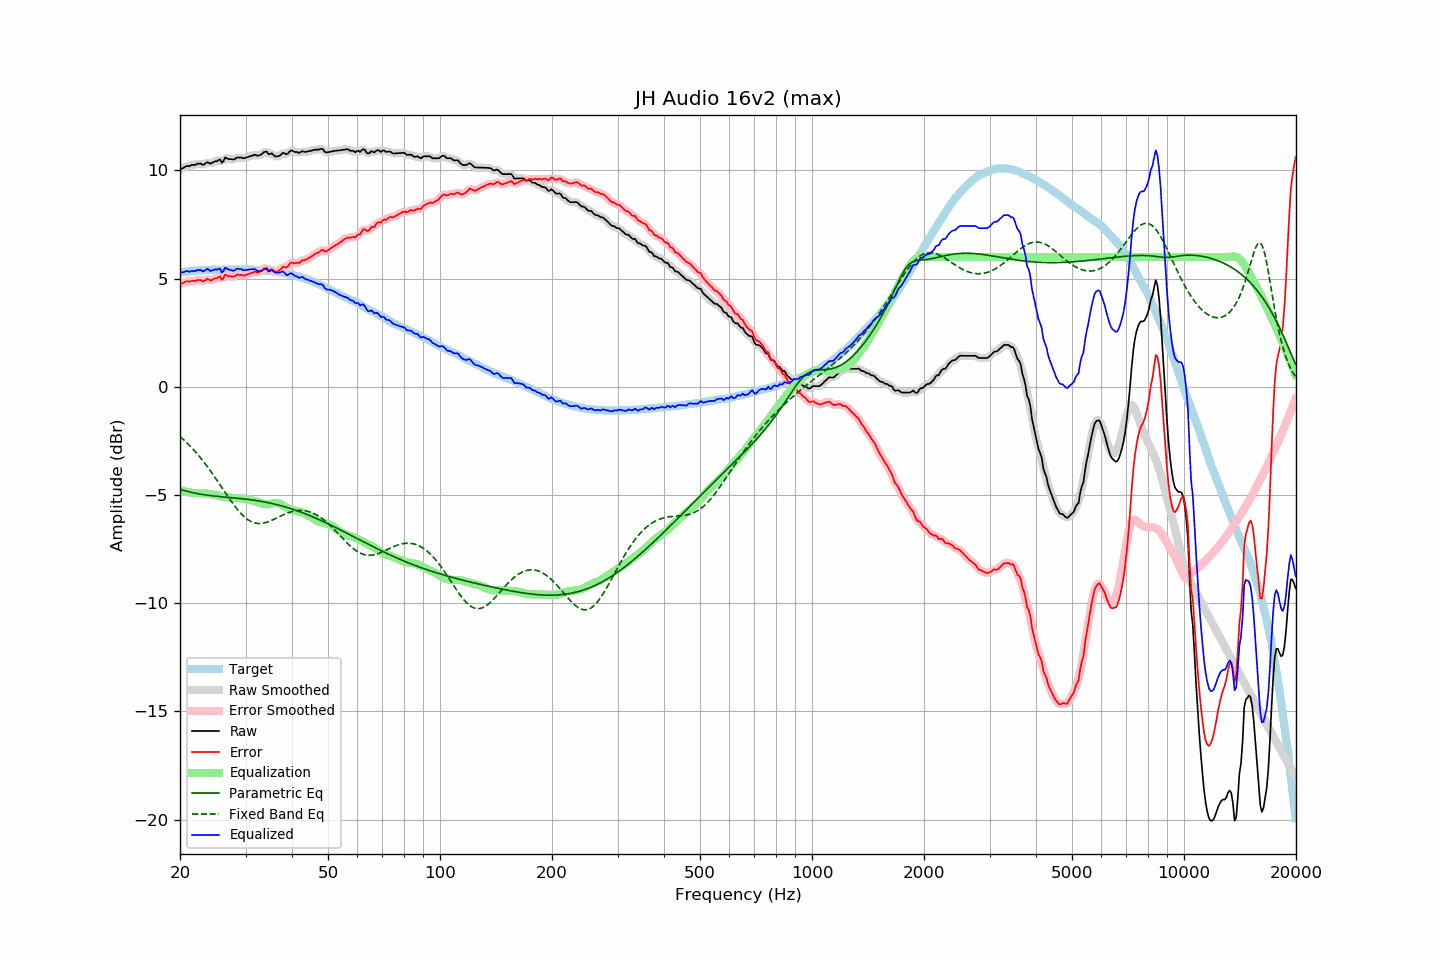 JH Audio 16v2 (max)
Amplitude (dBr)
10
5
0
−5
−10
−15
−20
Target
Raw Smoothed
Error Smoothed
Raw
Error
Equalization
Parametric Eq
Fixed Band Eq
Equalized
20 50 100 200 500 1000 2000 5000 10000 20000
Frequency (Hz)